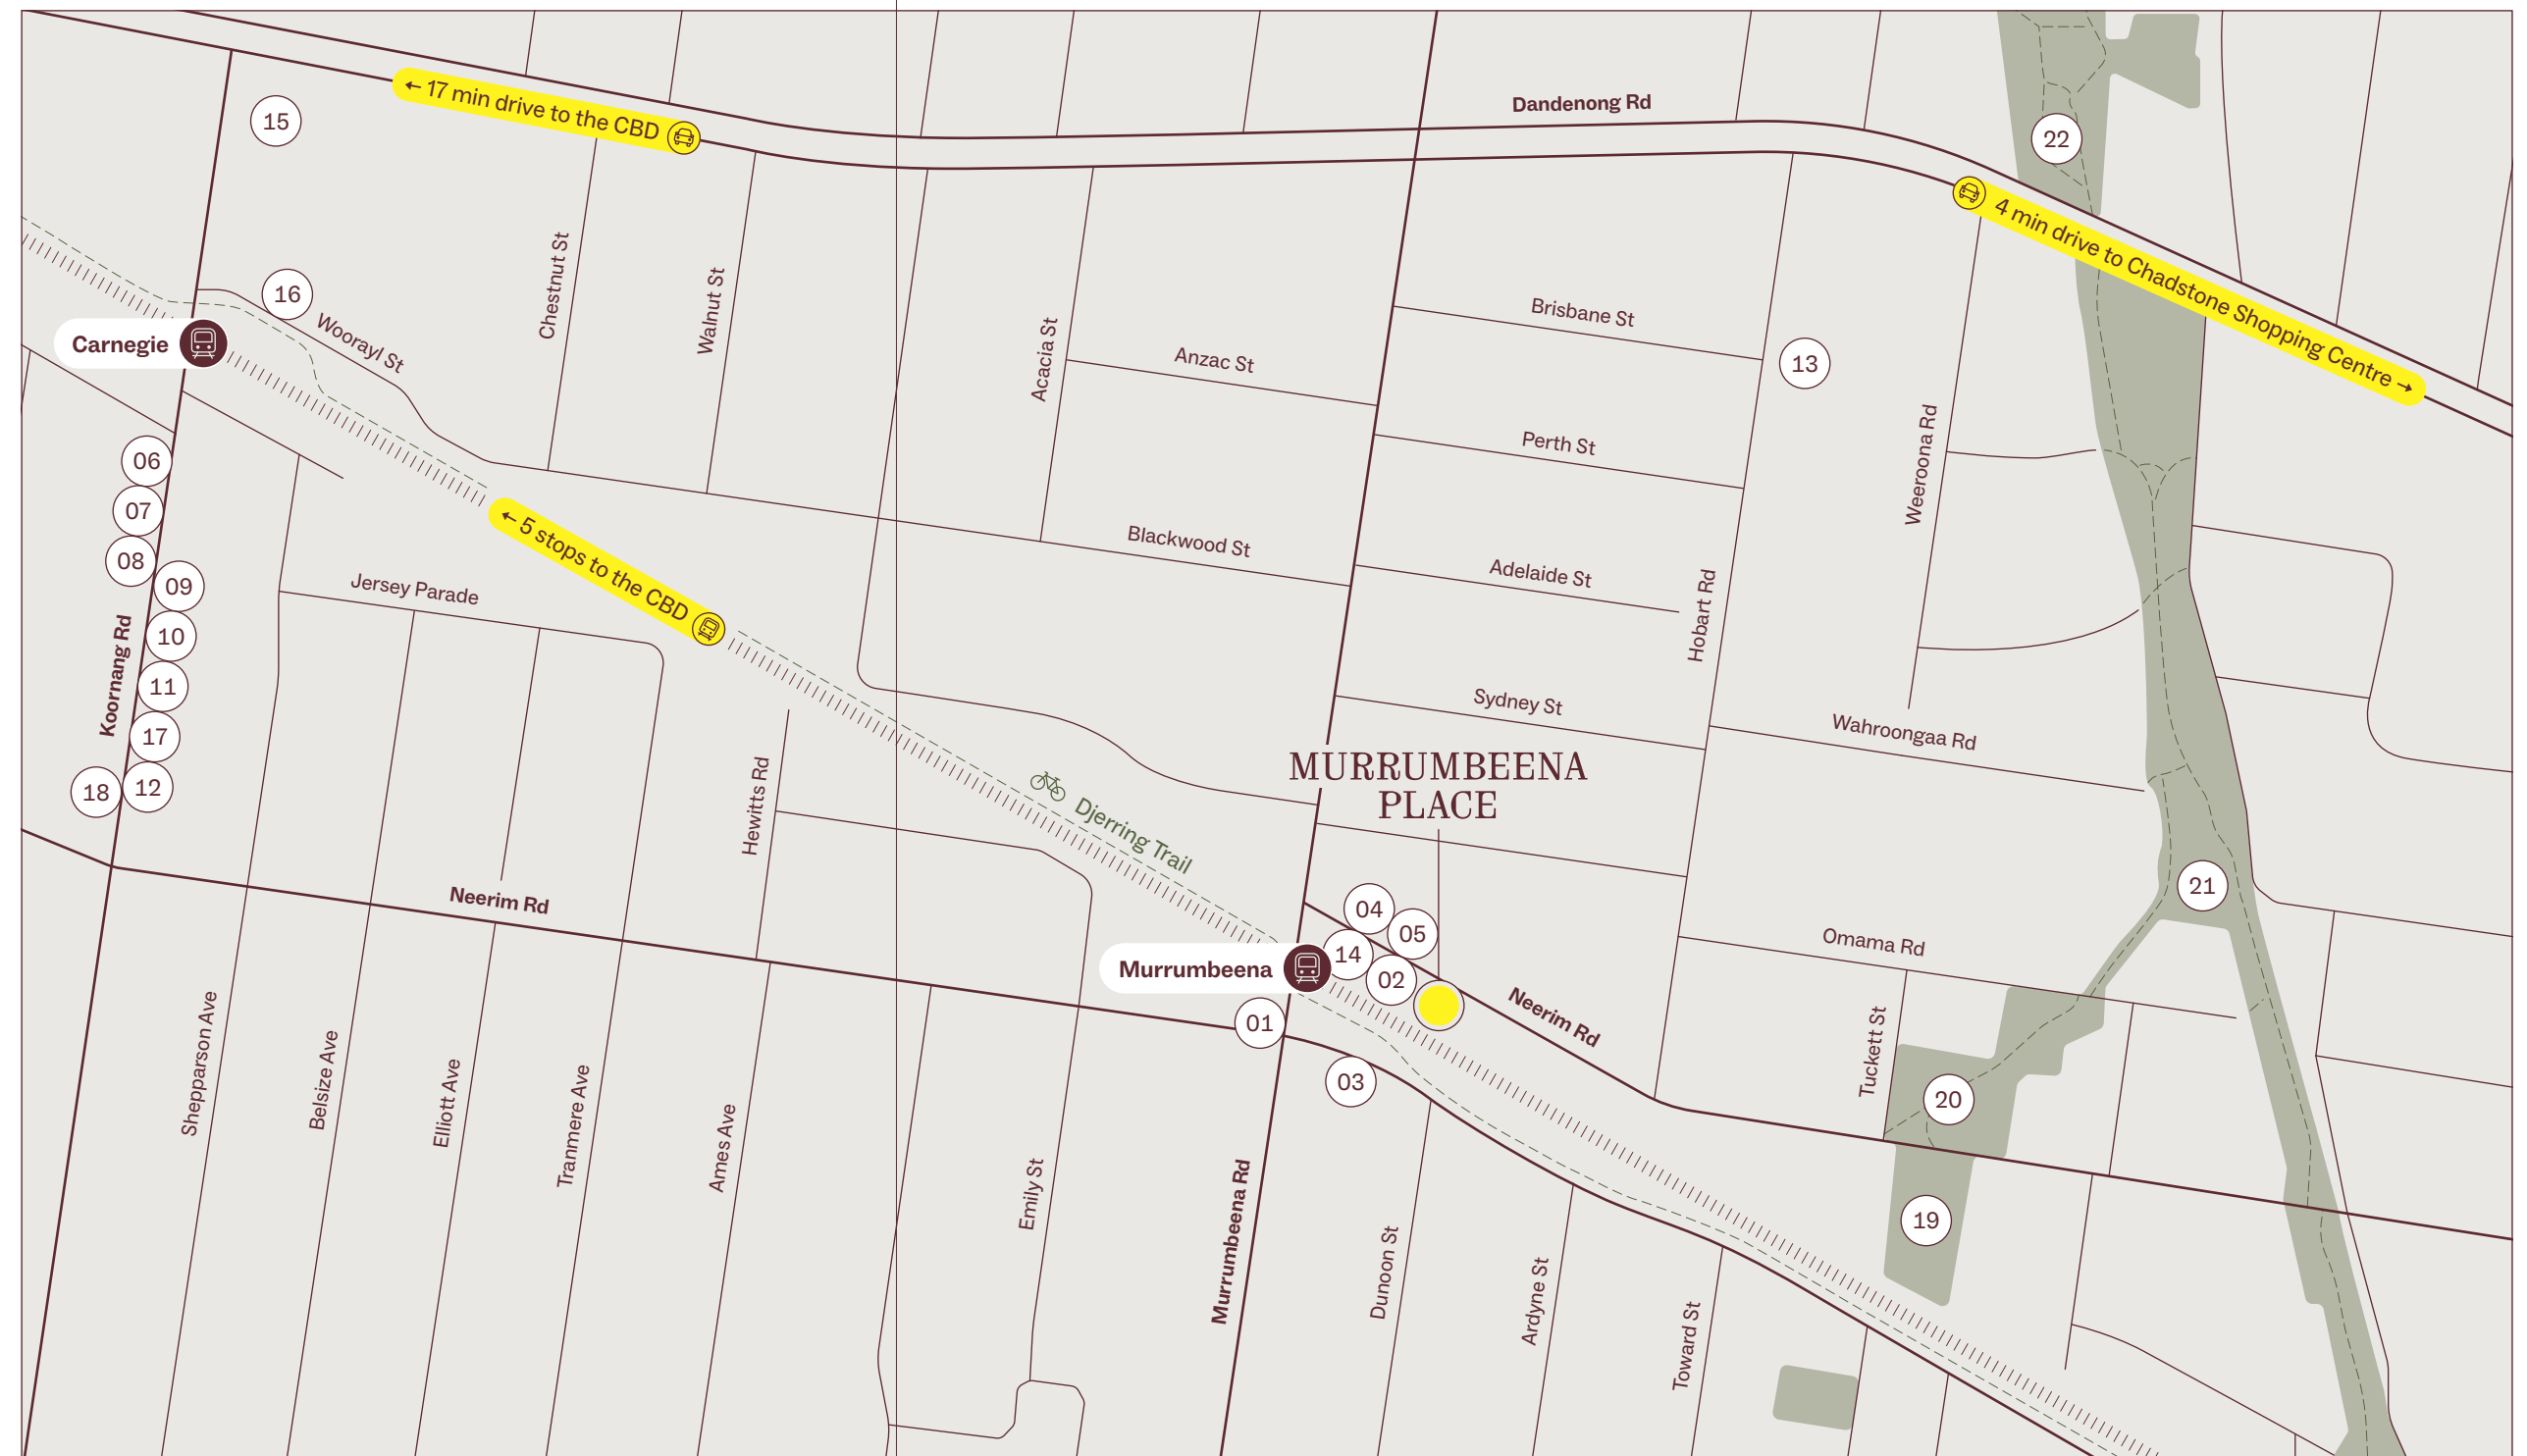 Dandenong Rd
← 17 min drive to the CBD
15
22
4 min drive to Chadstone Shopping Centre →
16
Woorayl St
Carnegie
Chestnut St
Walnut St
Acacia St
Anzac St
Brisbane St
13
Perth St
Weeroona Rd
06
07
08
09
10
11
17
12
18
Koornang Rd
← 5 stops to the CBD
Jersey Parade
Blackwood St
Adelaide St
Hobart Rd
Sydney St
Wahroongaa Rd
MURRUMBEENA
PLACE
Hewitts Rd
Djerring Trail
Neerim Rd
04
05
14
02
Murrumbeena
01
03
Neerim Rd
Omama Rd
21
Tuckett St
20
19
Shepparson Ave
Belsize Ave
Elliott Ave
Tranmere Ave
Ames Ave
Emily St
Murrumbeena Rd
Dunoon St
Ardyne St
Toward St